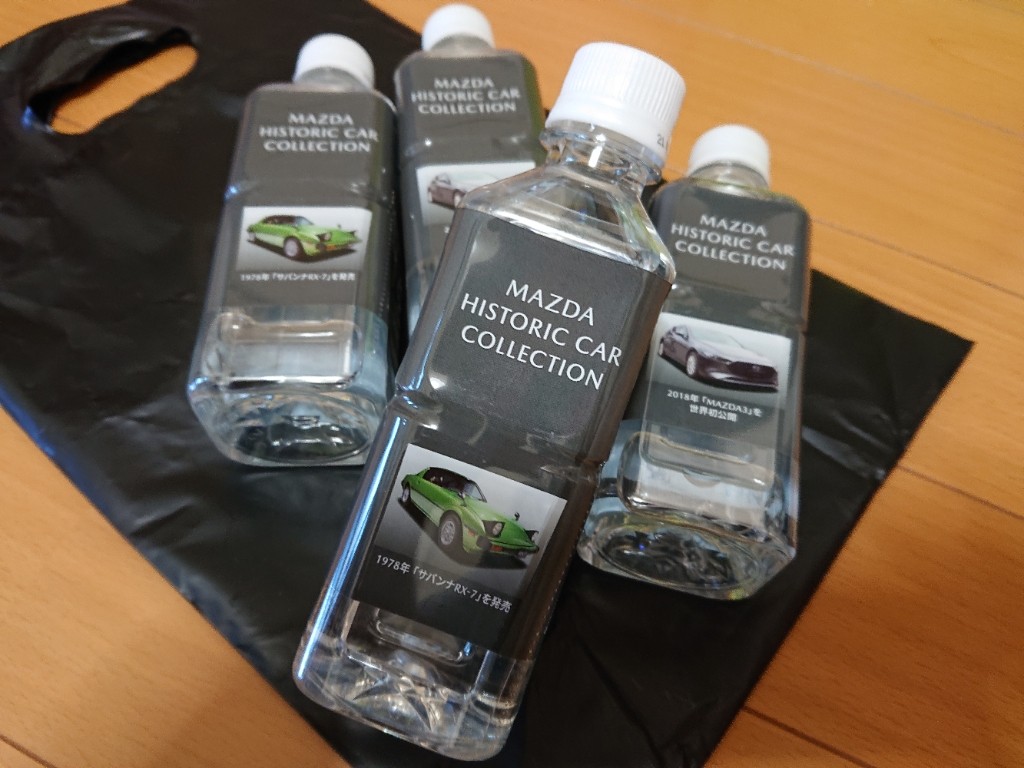 MAZDA
HISTORIC CAR
COLLECTION
1978年「サバンナRX-7」を発売
MAZDA
HISTORIC CAR
COLLECTION
MAZDA
HISTORIC CAR
COLLECTION
1978年「サバンナRX-7」を発売
MAZDA
HISTORIC CAR
COLLECTION
2018年「MAZDA3」を
世界初公開